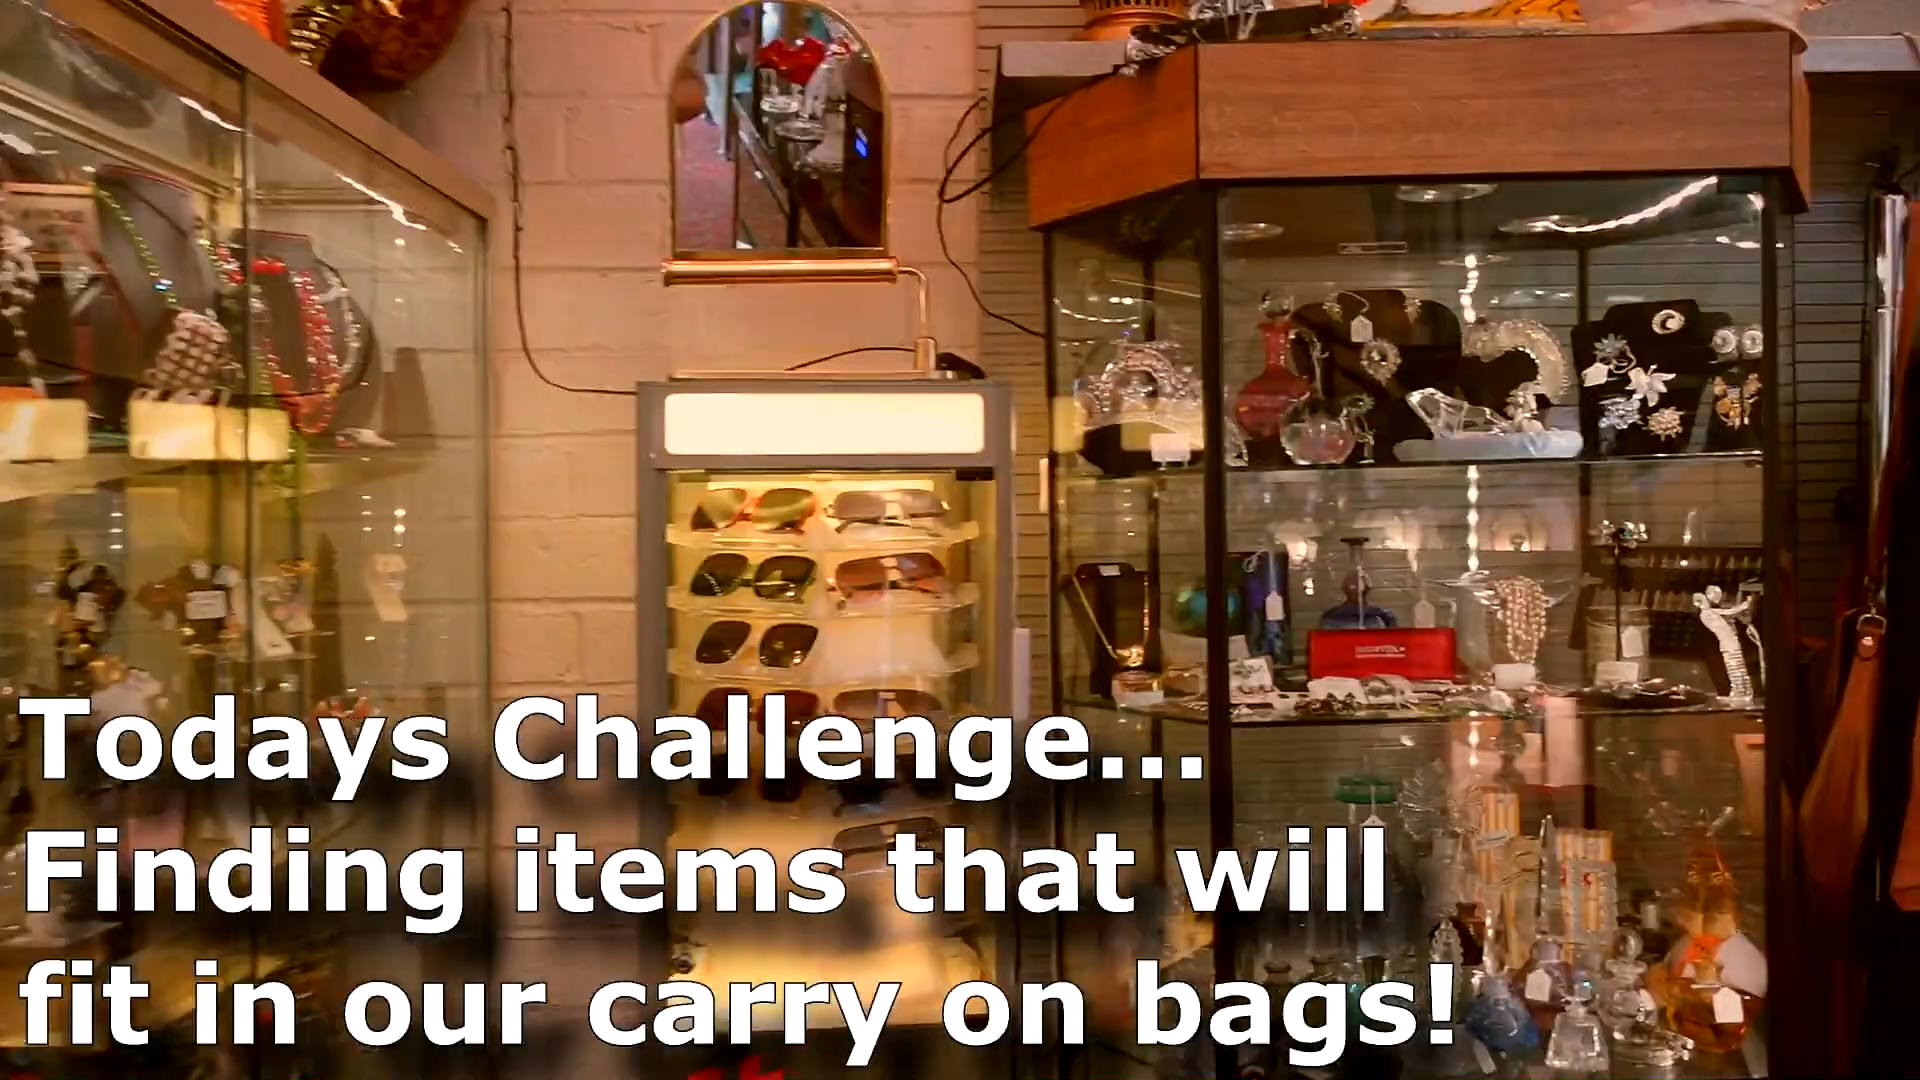 Todays Challenge...
Finding items that will
fit in our carry on bags!